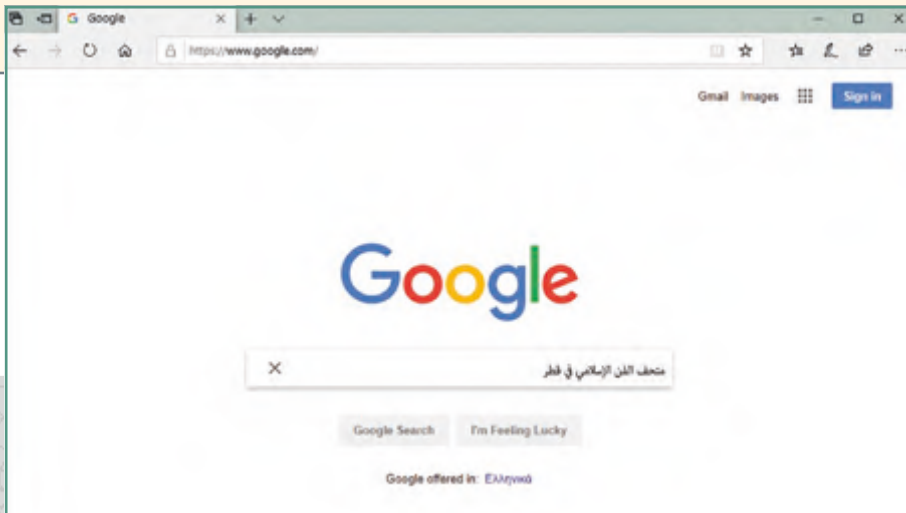 Google
https://www.google.com/
Gmail Images Sign in
Google
متحف الفن الإسلامي في قطر
Google Search I'm Feeling Lucky
Google offered in: Ελληνικά